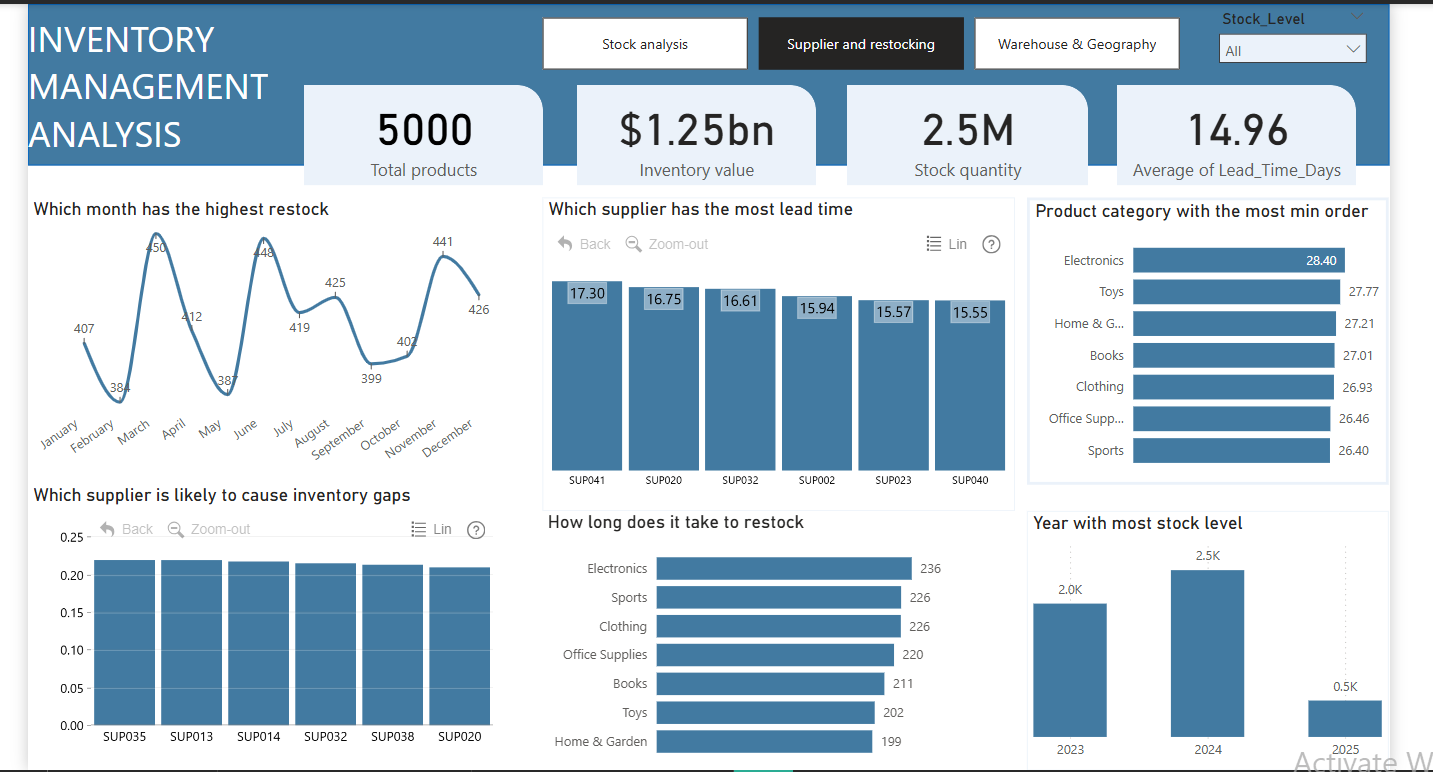 INVENTORY
MANAGEMENT
ANALYSIS
Stock analysis
Supplier and restocking
Warehouse & Geography
Stock_Level
All
5000
Total products
$1.25bn
Inventory value
2.5M
Stock quantity
14.96
Average of Lead_Time_Days
Which month has the highest restock
407
384
450
412
387
448
419
425
399
402
441
426
January
February
March
April
May
June
July
August
September
October
November
December
Which supplier has the most lead time
Back
Zoom-out
Lin
?
17.30
16.75
16.61
15.94
15.57
15.55
SUP041
SUP020
SUP032
SUP002
SUP023
SUP040
Product category with the most min order
Electronics 28.40
Toys 27.77
Home & G... 27.21
Books 27.01
Clothing 26.93
Office Supp... 26.46
Sports 26.40
Which supplier is likely to cause inventory gaps
Back
Zoom-out
Lin
?
0.25
0.20
0.15
0.10
0.05
0.00
SUP035
SUP013
SUP014
SUP032
SUP038
SUP020
How long does it take to restock
Electronics 236
Sports 226
Clothing 226
Office Supplies 220
Books 211
Toys 202
Home & Garden 199
Year with most stock level
2.0K
2.5K
0.5K
2023
2024
2025
Activate W